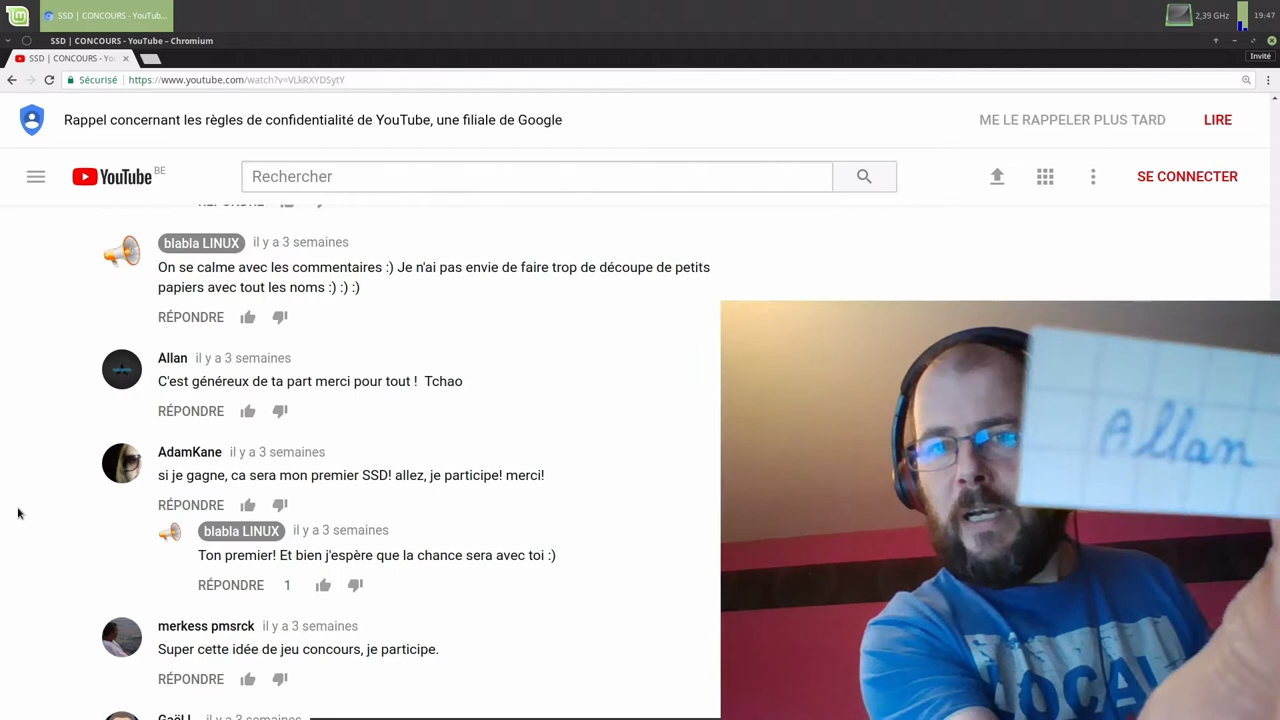 SSD | CONCOURS - YouTub...
2,39 GHz
19:47
SSD | CONCOURS - YouTube – Chromium
SSD | CONCOURS - Yo
Invité
Sécurisé
https://www.youtube.com/watch?v=VLkRXYDSytY
Rappel concernant les règles de confidentialité de YouTube, une filiale de Google
ME LE RAPPELER PLUS TARD
LIRE
YouTube BE
Rechercher
SE CONNECTER
RÉPONDRE
blabla LINUX il y a 3 semaines
On se calme avec les commentaires :) Je n'ai pas envie de faire trop de découpe de petits
papiers avec tout les noms :) :) :)
RÉPONDRE
Allan il y a 3 semaines
C'est généreux de ta part merci pour tout ! Tchao
RÉPONDRE
AdamKane il y a 3 semaines
si je gagne, ca sera mon premier SSD! allez, je participe! merci!
RÉPONDRE
blabla LINUX il y a 3 semaines
Ton premier! Et bien j'espère que la chance sera avec toi :)
RÉPONDRE 1
merkess pmsrck il y a 3 semaines
Super cette idée de jeu concours, je participe.
RÉPONDRE
Gaël L. il y a 3 semaines
Allan
LOCAL